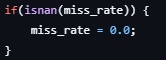 if(isnan(miss_rate)) {
    miss_rate = 0.0;
}